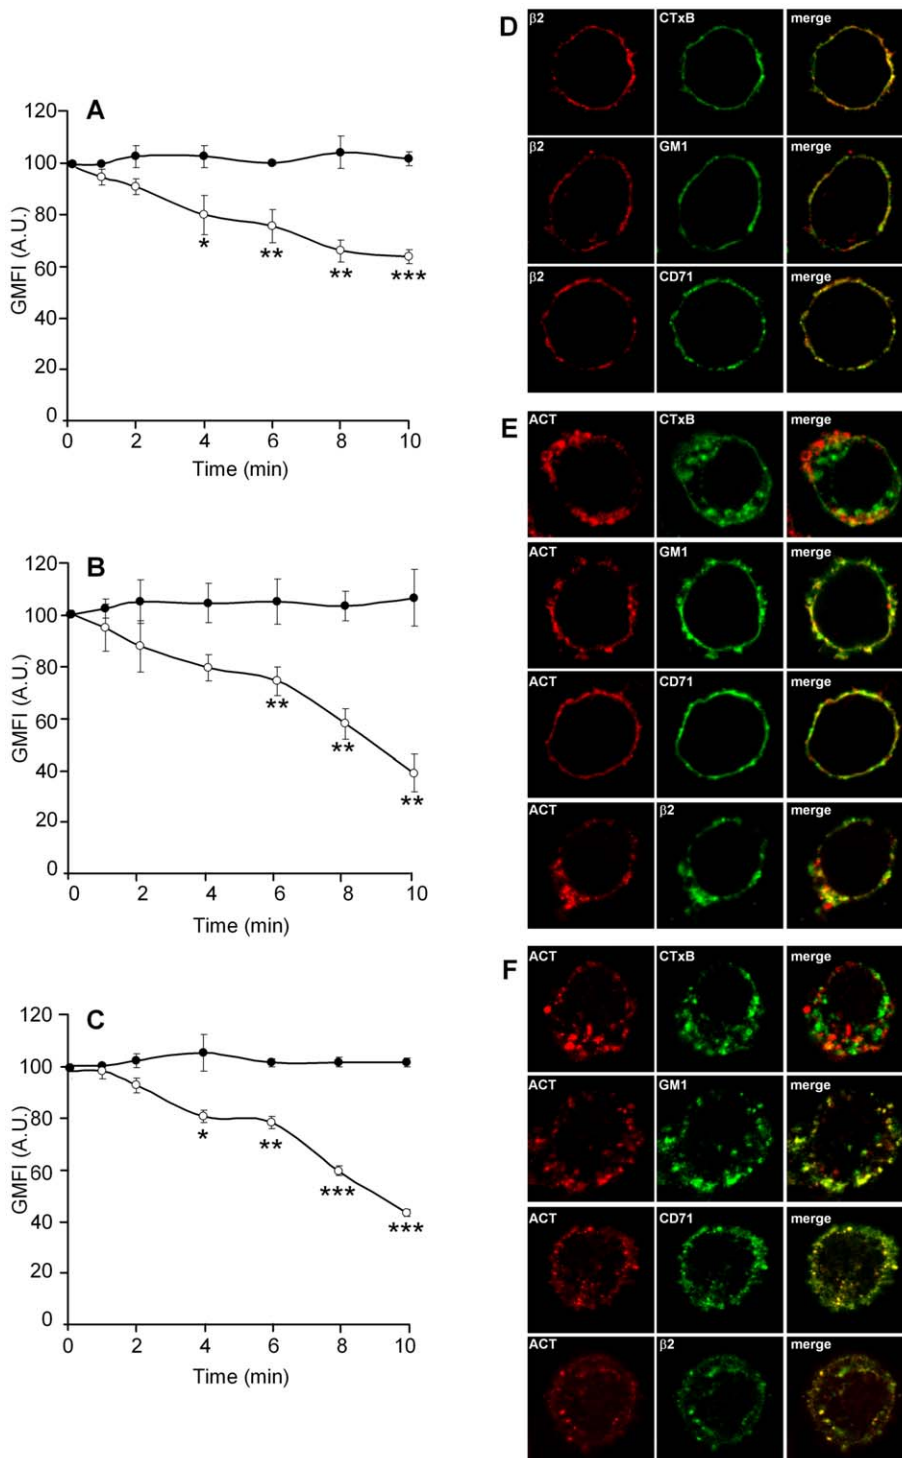 A
120
100
80
60
40
20
0
GMFI (A.U.)
*
**
**
***
0 2 4 6 8 10
Time (min)
B
120
100
80
60
40
20
0
GMFI (A.U.)
**
**
**
0 2 4 6 8 10
Time (min)
C
120
100
80
60
40
20
0
GMFI (A.U.)
*
**
***
***
0 2 4 6 8 10
Time (min)
D
β2 CTxB merge
β2 GM1 merge
β2 CD71 merge
E
ACT CTxB merge
ACT GM1 merge
ACT CD71 merge
ACT β2 merge
F
ACT CTxB merge
ACT GM1 merge
ACT CD71 merge
ACT β2 merge